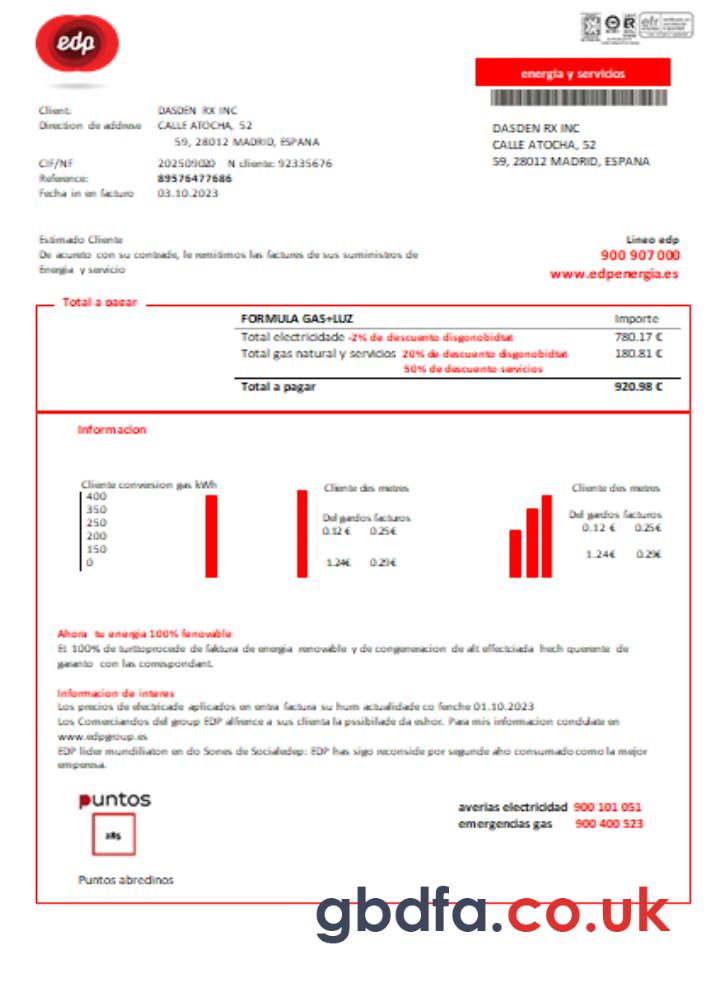 edp
efr
energia y servicios
Client: DASDEN RX INC
Direction de addrese CALLE ATOCHA, 52
59, 28012 MADRID, ESPANA
CIF/NF 202509020 N cliente: 92335676
Reference: 89576477686
Fecha in en facturo 03.10.2023
DASDEN RX INC
CALLE ATOCHA, 52
59, 28012 MADRID, ESPANA
Estimado Cliente
De acureto con su contrade, le remitimos las factures de sus suministros de
Energia y servicio
Lineo edp
900 907 000
www.edpenergia.es
Total a pagar
FORMULA GAS+LUZ Importe
Total electricidade -2% de descuento disgonobidtat 780.17 €
Total gas natural y servicios 20% de descuento disgonobidtat 180.81 €
50% de descuento servicios
Total a pagar 920.98 €
Informacion
Cliente conversion gas kWh
400
350
250
200
150
0
Cliente des metres
Del gardos facturos
0.12 € 0.25€
1.24€ 0.29€
Cliente des metres
Del gardos facturos
0.12 € 0.25€
1.24€ 0.29€
Ahora tu energia 100% fenovable
Et 100% de turttoprocede de faktura de energia renovable y de congeneracion de alt effectciada hech querente de
garanto con las correspondant.
Informacion de interes
Los precios de electricade aplicados en entra factura su hum actualidade co fenche 01.10.2023
Los Comerciandos del group EDP alfrence a sus clienta la pssibilade da eshor. Para mis informacion condulate en
www.edpgroup.es
EDP lider mundilliaton en do Sones de Socialedep: EDP has sigo reconside por segunde aho consumado como la mejor
emperesa.
puntos
285
Puntos abredinos
averias electricidad 900 101 051
emergencias gas 900 400 523
gbdfa.co.uk